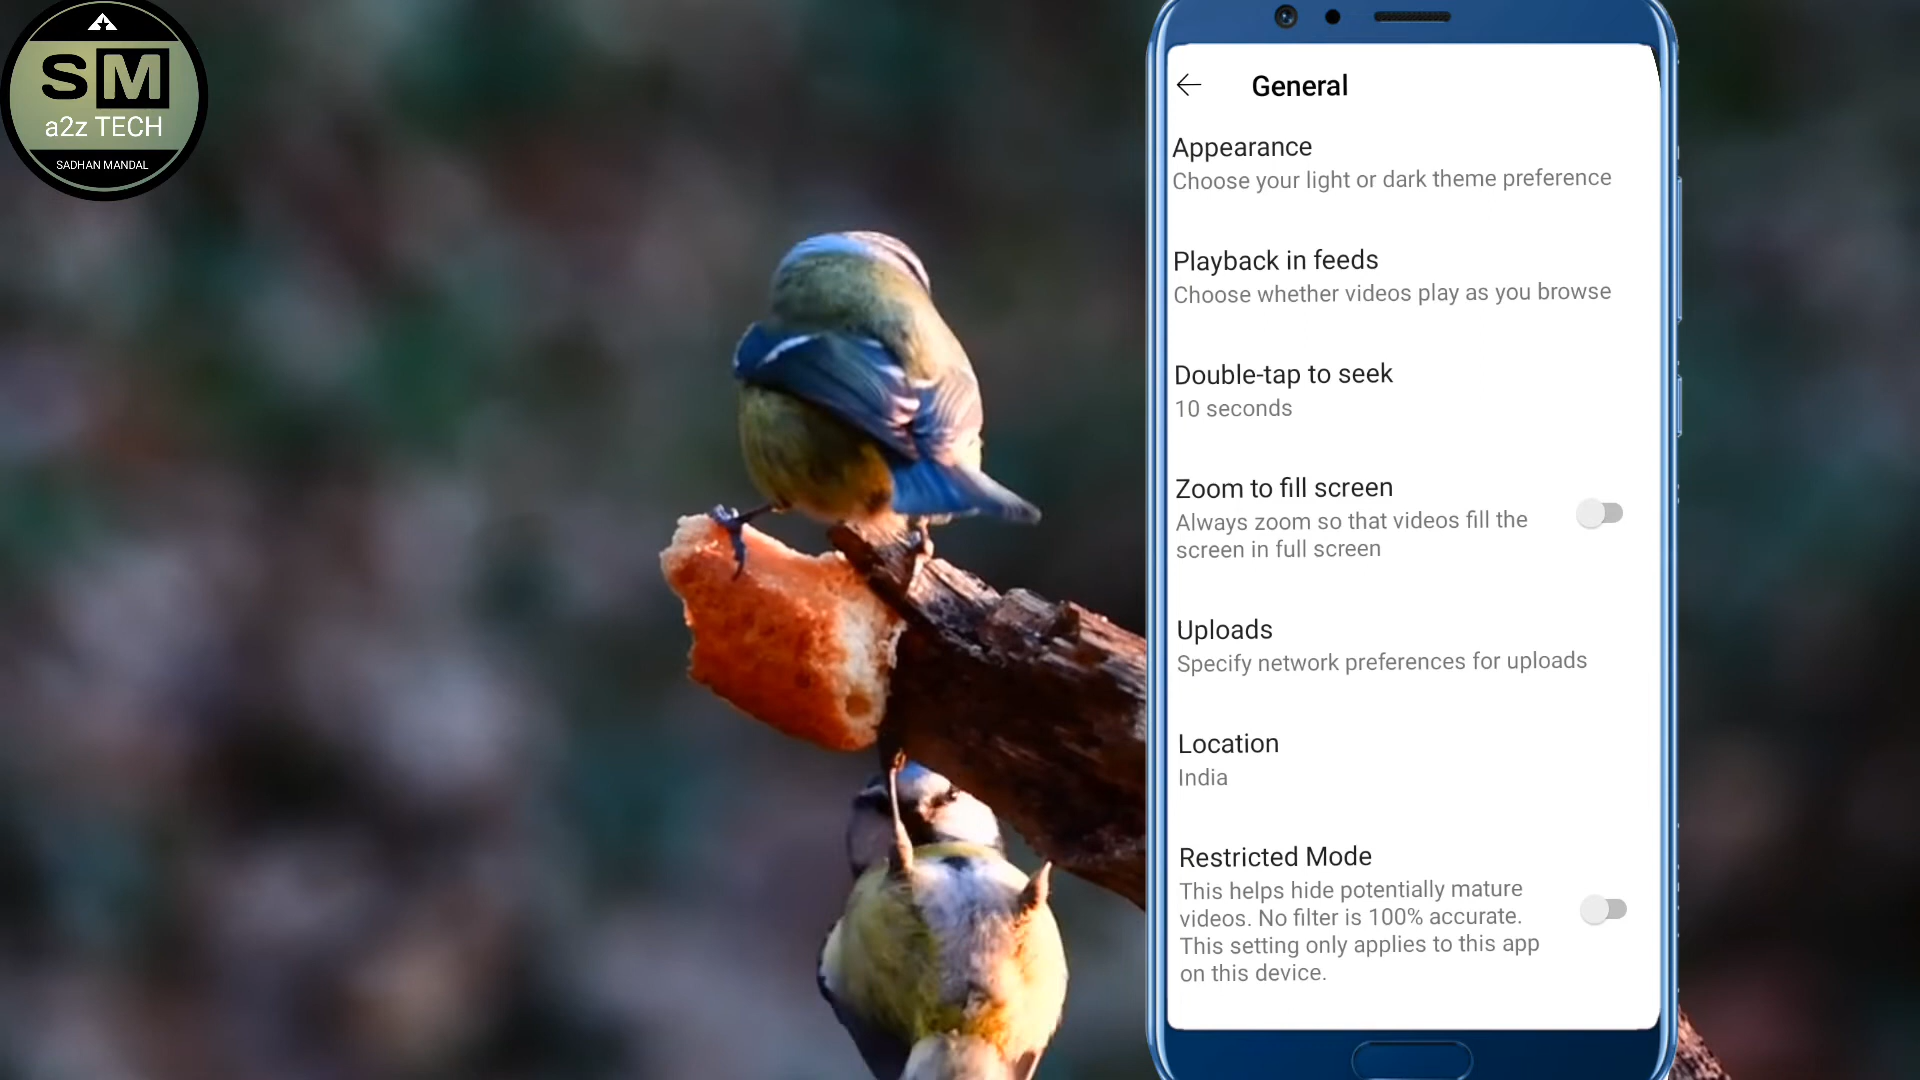 SM
a2z TECH
SADHAN MANDAL
General
Appearance
Choose your light or dark theme preference
Playback in feeds
Choose whether videos play as you browse
Double-tap to seek
10 seconds
Zoom to fill screen
Always zoom so that videos fill the
screen in full screen
Uploads
Specify network preferences for uploads
Location
India
Restricted Mode
This helps hide potentially mature
videos. No filter is 100% accurate.
This setting only applies to this app
on this device.